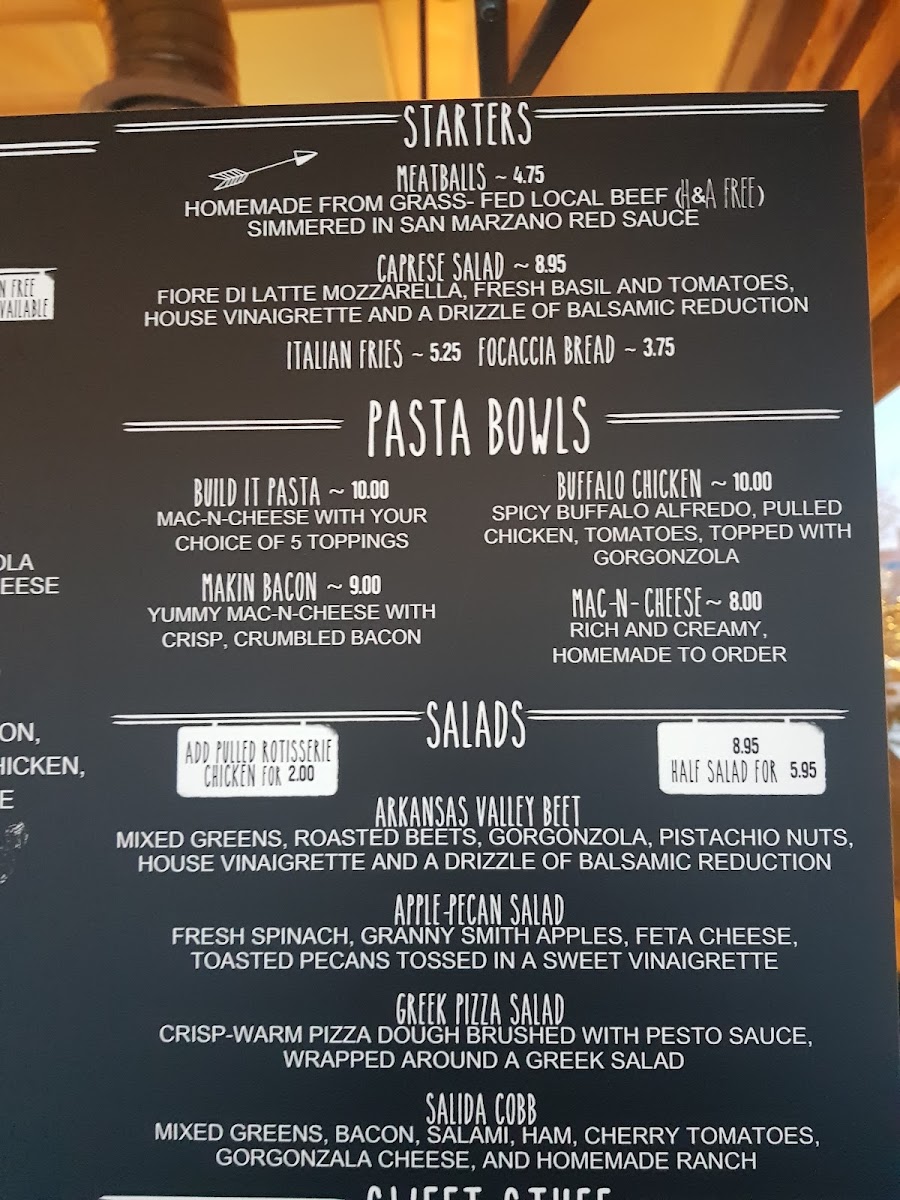 N FREE
VAILABLE
OLA
EESE
ON,
HICKEN,
E
STARTERS
MEATBALLS ~ 4.75
HOMEMADE FROM GRASS- FED LOCAL BEEF (H&A FREE)
SIMMERED IN SAN MARZANO RED SAUCE
CAPRESE SALAD ~ 8.95
FIORE DI LATTE MOZZARELLA, FRESH BASIL AND TOMATOES,
HOUSE VINAIGRETTE AND A DRIZZLE OF BALSAMIC REDUCTION
ITALIAN FRIES ~ 5.25 FOCACCIA BREAD ~ 3.75
PASTA BOWLS
BUILD IT PASTA ~ 10.00
MAC-N-CHEESE WITH YOUR
CHOICE OF 5 TOPPINGS
MAKIN BACON ~ 9.00
YUMMY MAC-N-CHEESE WITH
CRISP, CRUMBLED BACON
BUFFALO CHICKEN ~ 10.00
SPICY BUFFALO ALFREDO, PULLED
CHICKEN, TOMATOES, TOPPED WITH
GORGONZOLA
MAC-N- CHEESE~ 8.00
RICH AND CREAMY,
HOMEMADE TO ORDER
SALADS
ADD PULLED ROTISSERIE
CHICKEN FOR 2.00
8.95
HALF SALAD FOR 5.95
ARKANSAS VALLEY BEET
MIXED GREENS, ROASTED BEETS, GORGONZOLA, PISTACHIO NUTS,
HOUSE VINAIGRETTE AND A DRIZZLE OF BALSAMIC REDUCTION
APPLE-PECAN SALAD
FRESH SPINACH, GRANNY SMITH APPLES, FETA CHEESE,
TOASTED PECANS TOSSED IN A SWEET VINAIGRETTE
GREEK PIZZA SALAD
CRISP-WARM PIZZA DOUGH BRUSHED WITH PESTO SAUCE,
WRAPPED AROUND A GREEK SALAD
SALIDA COBB
MIXED GREENS, BACON, SALAMI, HAM, CHERRY TOMATOES,
GORGONZALA CHEESE, AND HOMEMADE RANCH
SWEET STUFF